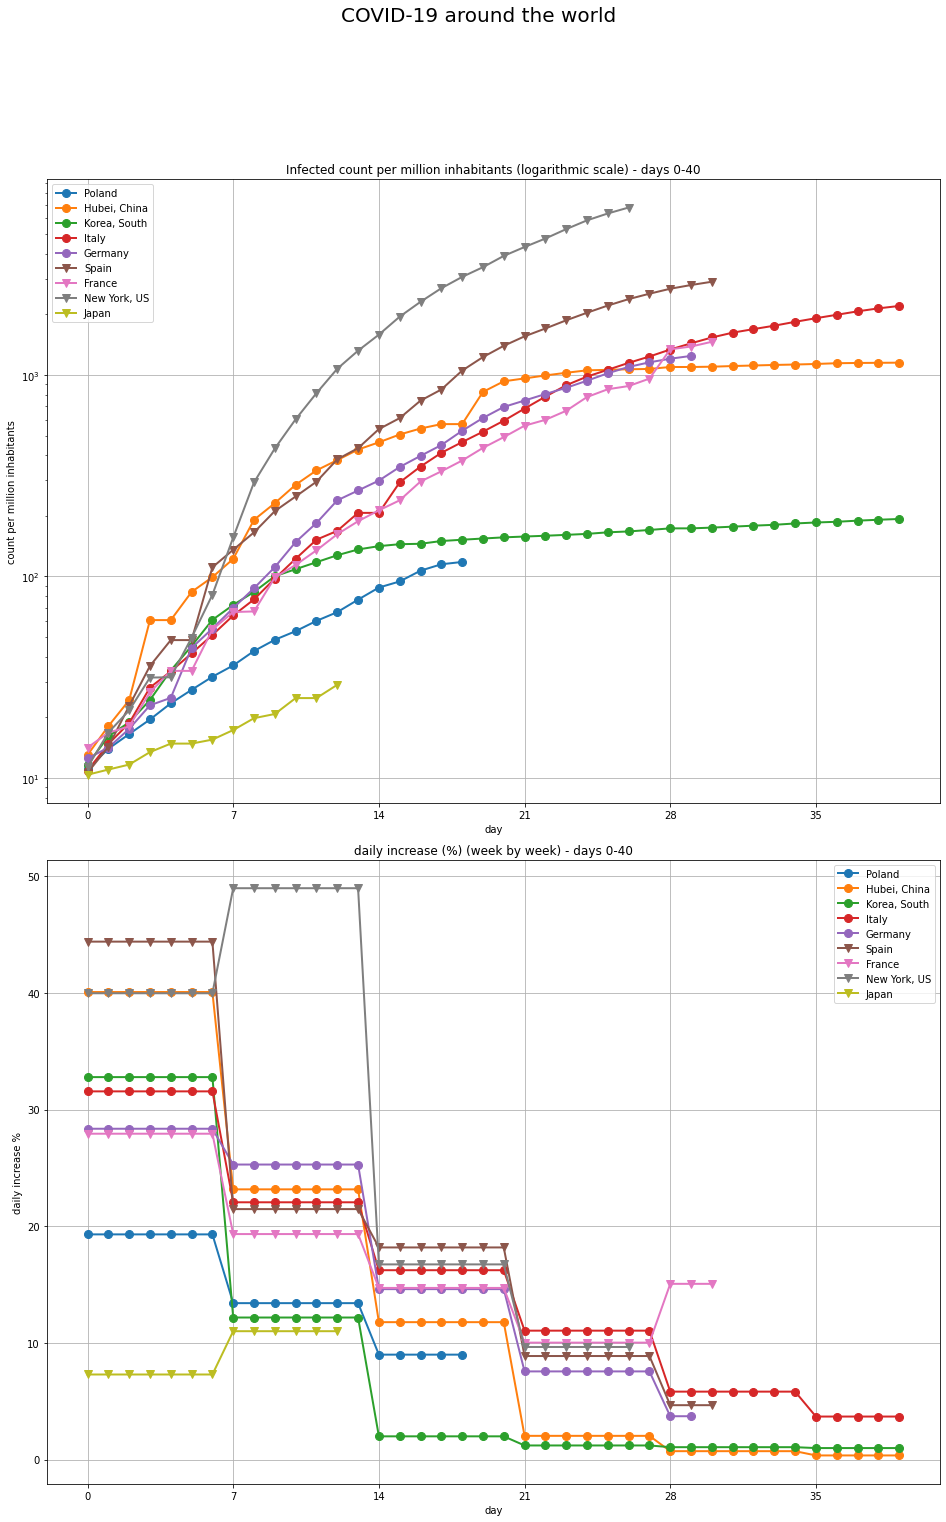 COVID-19 around the world
Infected count per million inhabitants (logarithmic scale) - days 0-40
Poland
Hubei, China
Korea, South
Italy
Germany
Spain
France
New York, US
Japan
10³
10²
10¹
count per million inhabitants
0 7 14 21 28 35
day
daily increase (%) (week by week) - days 0-40
Poland
Hubei, China
Korea, South
Italy
Germany
Spain
France
New York, US
Japan
50
40
30
20
10
0
daily increase %
0 7 14 21 28 35
day